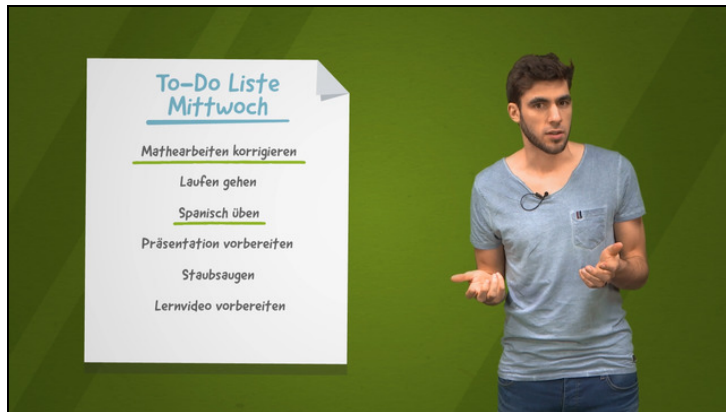 To-Do Liste
Mittwoch
Mathearbeiten korrigieren
Laufen gehen
Spanisch üben
Präsentation vorbereiten
Staubsaugen
Lernvideo vorbereiten